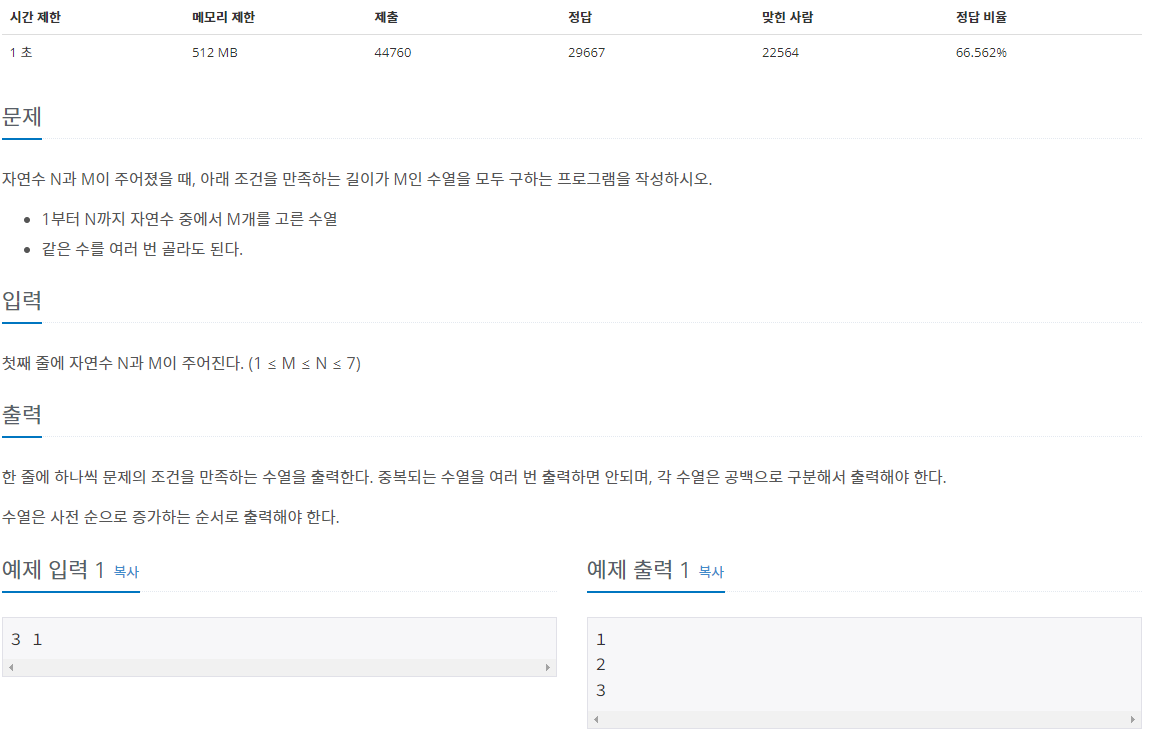 시간 제한 메모리 제한 제출 정답 맞힌 사람 정답 비율
1 초 512 MB 44760 29667 22564 66.562%
문제
자연수 N과 M이 주어졌을 때, 아래 조건을 만족하는 길이가 M인 수열을 모두 구하는 프로그램을 작성하시오.
• 1부터 N까지 자연수 중에서 M개를 고른 수열
• 같은 수를 여러 번 골라도 된다.
입력
첫째 줄에 자연수 N과 M이 주어진다. (1 ≤ M ≤ N ≤ 7)
출력
한 줄에 하나씩 문제의 조건을 만족하는 수열을 출력한다. 중복되는 수열을 여러 번 출력하면 안되며, 각 수열은 공백으로 구분해서 출력해야 한다.
수열은 사전 순으로 증가하는 순서로 출력해야 한다.
예제 입력 1 복사
3 1
예제 출력 1 복사
1
2
3